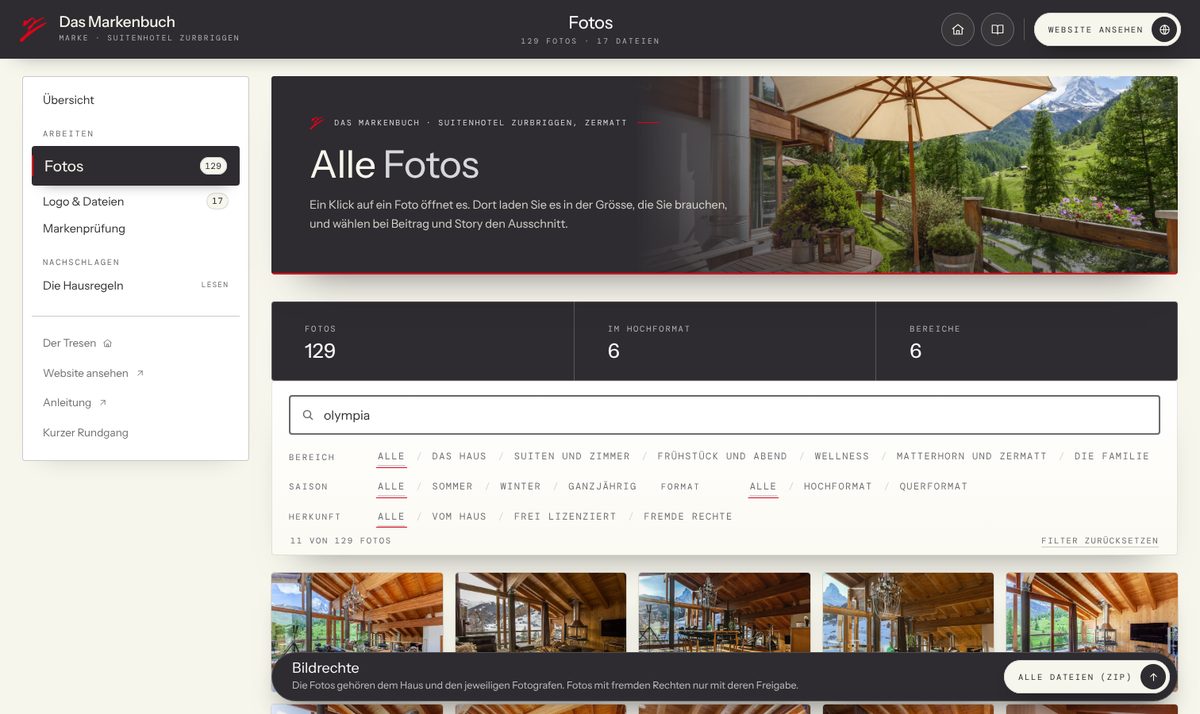 Das Markenbuch
MARKE · SUITENHOTEL ZURBRIGGEN
Fotos
129 FOTOS · 17 DATEIEN
WEBSITE ANSEHEN
Übersicht
ARBEITEN
Fotos 129
Logo & Dateien 17
Markenprüfung
NACHSCHLAGEN
Die Hausregeln LESEN
Der Tresen
Website ansehen ↗
Anleitung ↗
Kurzer Rundgang
DAS MARKENBUCH · SUITENHOTEL ZURBRIGGEN, ZERMATT
Alle Fotos
Ein Klick auf ein Foto öffnet es. Dort laden Sie es in der Grösse, die Sie brauchen,
und wählen bei Beitrag und Story den Ausschnitt.
FOTOS
129
IM HOCHFORMAT
6
BEREICHE
6
olympia
BEREICH ALLE / DAS HAUS / SUITEN UND ZIMMER / FRÜHSTÜCK UND ABEND / WELLNESS / MATTERHORN UND ZERMATT / DIE FAMILIE
SAISON ALLE / SOMMER / WINTER / GANZJÄHRIG FORMAT ALLE / HOCHFORMAT / QUERFORMAT
HERKUNFT ALLE / VOM HAUS / FREI LIZENZIERT / FREMDE RECHTE
11 VON 129 FOTOS FILTER ZURÜCKSETZEN
Bildrechte
Die Fotos gehören dem Haus und den jeweiligen Fotografen. Fotos mit fremden Rechten nur mit deren Freigabe.
ALLE DATEIEN (ZIP)